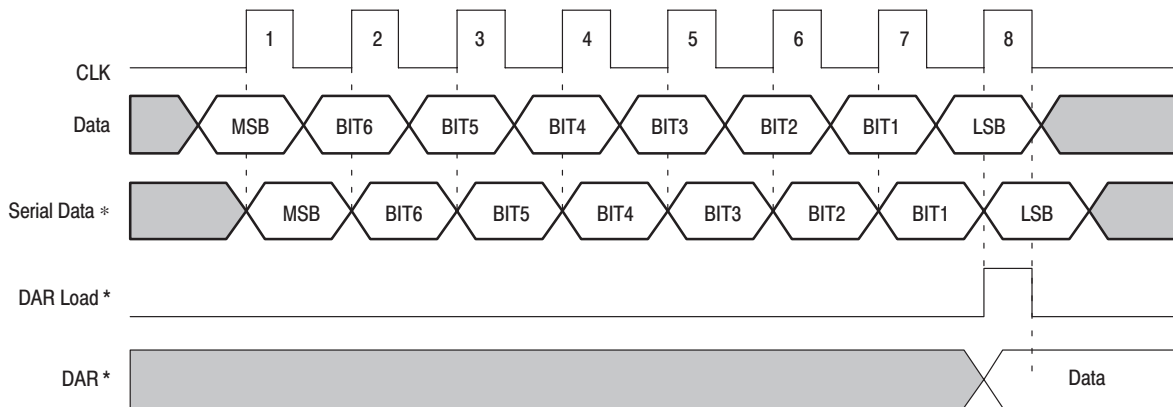 1 2 3 4 5 6 7 8
CLK
Data MSB BIT6 BIT5 BIT4 BIT3 BIT2 BIT1 LSB
Serial Data * MSB BIT6 BIT5 BIT4 BIT3 BIT2 BIT1 LSB
DAR Load *
DAR * Data